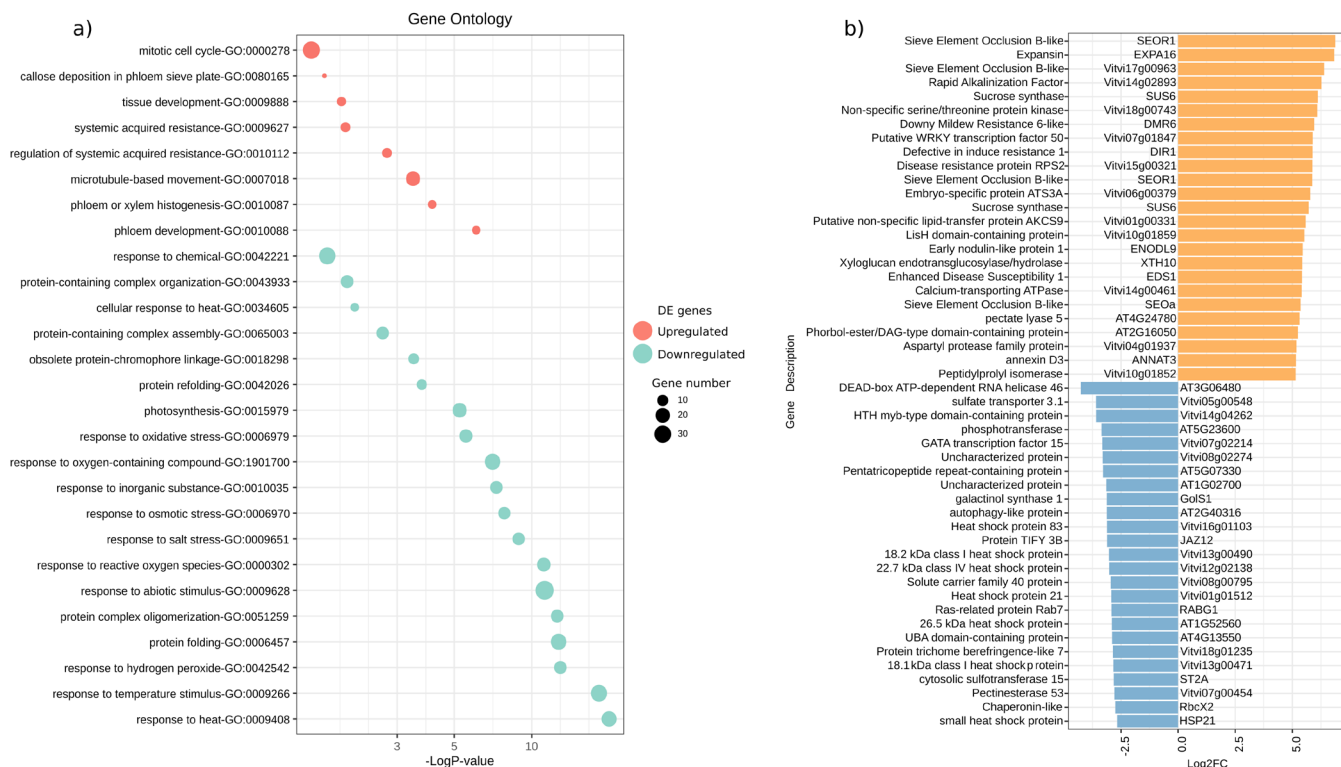 a)
Gene Ontology
mitotic cell cycle-GO:0000278
callose deposition in phloem sieve plate-GO:0080165
tissue development-GO:0009888
systemic acquired resistance-GO:0009627
regulation of systemic acquired resistance-GO:0010112
microtubule-based movement-GO:0007018
phloem or xylem histogenesis-GO:0010087
phloem development-GO:0010088
response to chemical-GO:0042221
protein-containing complex organization-GO:0043933
cellular response to heat-GO:0034605
protein-containing complex assembly-GO:0065003
obsolete protein-chromophore linkage-GO:0018298
protein refolding-GO:0042026
photosynthesis-GO:0015979
response to oxidative stress-GO:0006979
response to oxygen-containing compound-GO:1901700
response to inorganic substance-GO:0010035
response to osmotic stress-GO:0006970
response to salt stress-GO:0009651
response to reactive oxygen species-GO:0000302
response to abiotic stimulus-GO:0009628
protein complex oligomerization-GO:0051259
protein folding-GO:0006457
response to hydrogen peroxide-GO:0042542
response to temperature stimulus-GO:0009266
response to heat-GO:0009408
3 5 10
-LogP-value
DE genes
Upregulated
Downregulated
Gene number
10
20
30
b)
Gene Description
Sieve Element Occlusion B-like SEOR1
Expansin EXPA16
Sieve Element Occlusion B-like Vitvi17g00963
Rapid Alkalinization Factor Vitvi14g02893
Sucrose synthase SUS6
Non-specific serine/threonine protein kinase Vitvi18g00743
Downy Mildew Resistance 6-like DMR6
Putative WRKY transcription factor 50 Vitvi07g01847
Defective in induce resistance 1 DIR1
Disease resistance protein RPS2 Vitvi15g00321
Sieve Element Occlusion B-like SEOR1
Embryo-specific protein ATS3A Vitvi06g00379
Sucrose synthase SUS6
Putative non-specific lipid-transfer protein AKCS9 Vitvi01g00331
LisH domain-containing protein Vitvi10g01859
Early nodulin-like protein 1 ENODL9
Xyloglucan endotransglucosylase/hydrolase XTH10
Enhanced Disease Susceptibility 1 EDS1
Calcium-transporting ATPase Vitvi14g00461
Sieve Element Occlusion B-like SEOa
pectate lyase 5 AT4G24780
Phorbol-ester/DAG-type domain-containing protein AT2G16050
Aspartyl protease family protein Vitvi04g01937
annexin D3 ANNAT3
Peptidylprolyl isomerase Vitvi10g01852
DEAD-box ATP-dependent RNA helicase 46 AT3G06480
sulfate transporter 3.1 Vitvi05g00548
HTH myb-type domain-containing protein Vitvi14g04262
phosphotransferase AT5G23600
GATA transcription factor 15 Vitvi07g02214
Uncharacterized protein Vitvi08g02274
Pentatricopeptide repeat-containing protein AT5G07330
Uncharacterized protein AT1G02700
galactinol synthase 1 GolS1
autophagy-like protein AT2G40316
Heat shock protein 83 Vitvi16g01103
Protein TIFY 3B JAZ12
18.2 kDa class I heat shock protein Vitvi13g00490
22.7 kDa class IV heat shock protein Vitvi12g02138
Solute carrier family 40 protein Vitvi08g00795
Heat shock protein 21 Vitvi01g01512
Ras-related protein Rab7 RABG1
26.5 kDa heat shock protein AT1G52560
UBA domain-containing protein AT4G13550
Protein trichome berefringence-like 7 Vitvi18g01235
18.1kDa class I heat shock protein Vitvi13g00471
cytosolic sulfotransferase 15 ST2A
Pectinesterase 53 Vitvi07g00454
Chaperonin-like RbcX2
small heat shock protein HSP21
-2.5 0.0 2.5 5.0
Log2FC